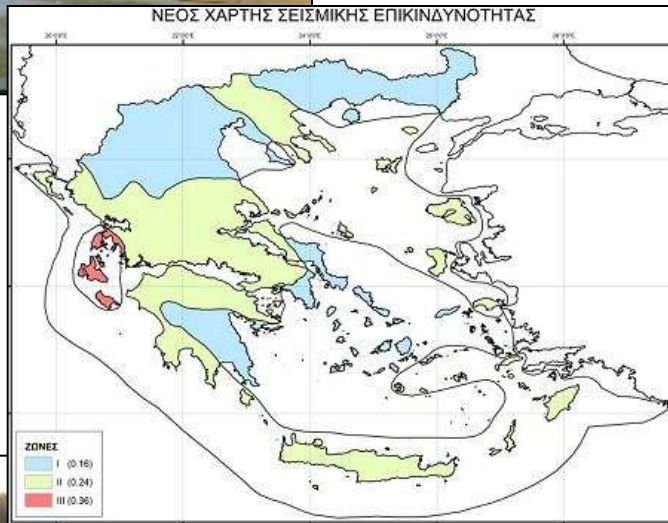 ΝΕΟΣ ΧΑΡΤΗΣ ΣΕΙΣΜΙΚΗΣ ΕΠΙΚΙΝΔΥΝΟΤΗΤΑΣ
ΖΩΝΕΣ
I (0.16)
II (0.24)
III (0.36)